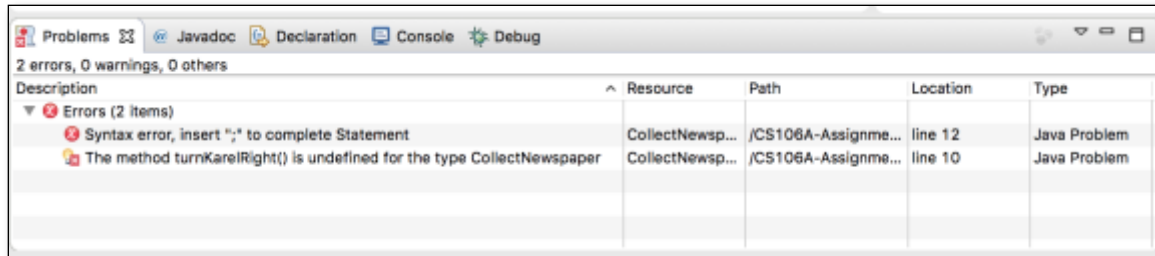 Problems Javadoc Declaration Console Debug
2 errors, 0 warnings, 0 others
Description Resource Path Location Type
Errors (2 items)
Syntax error, insert ";" to complete Statement CollectNewsp... /CS106A-Assignme... line 12 Java Problem
The method turnKarelRight() is undefined for the type CollectNewspaper CollectNewsp... /CS106A-Assignme... line 10 Java Problem